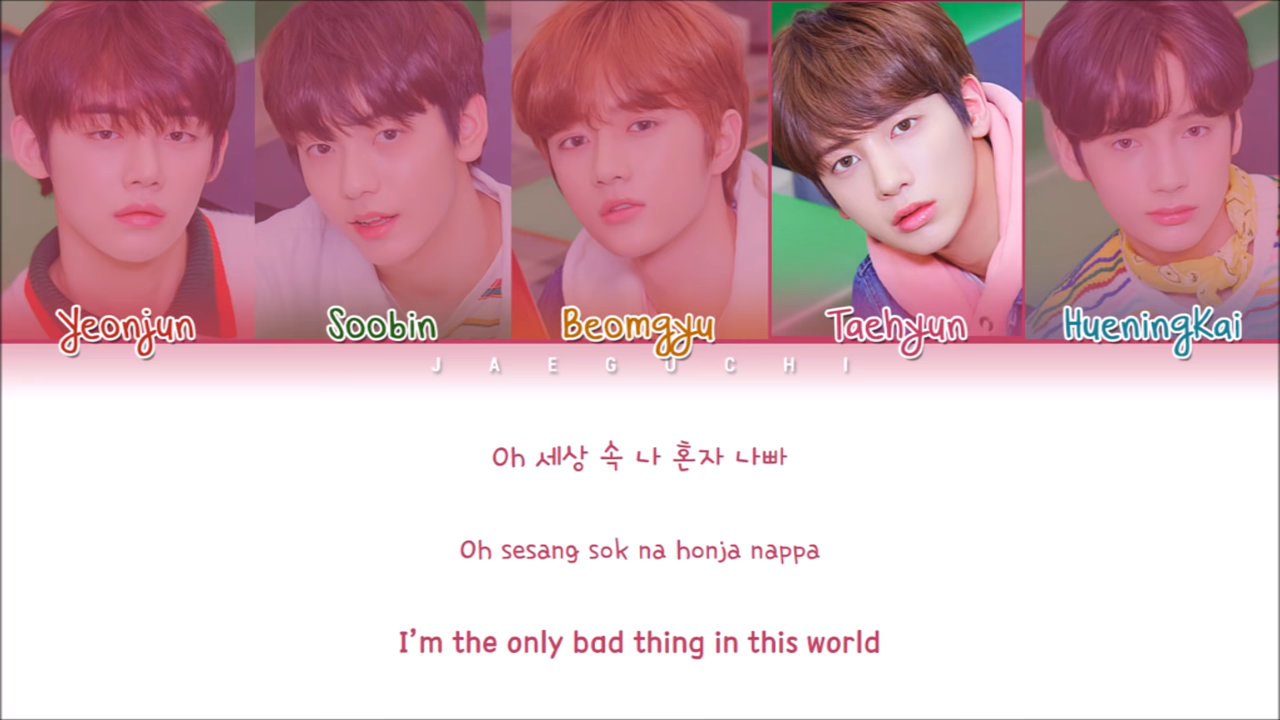 Yeonjun Soobin Beomgyu Taehyun HueningKai
JAEGUCHI
Oh 세상 속 나 혼자 나빠
Oh sesang sok na honja nappa
I'm the only bad thing in this world